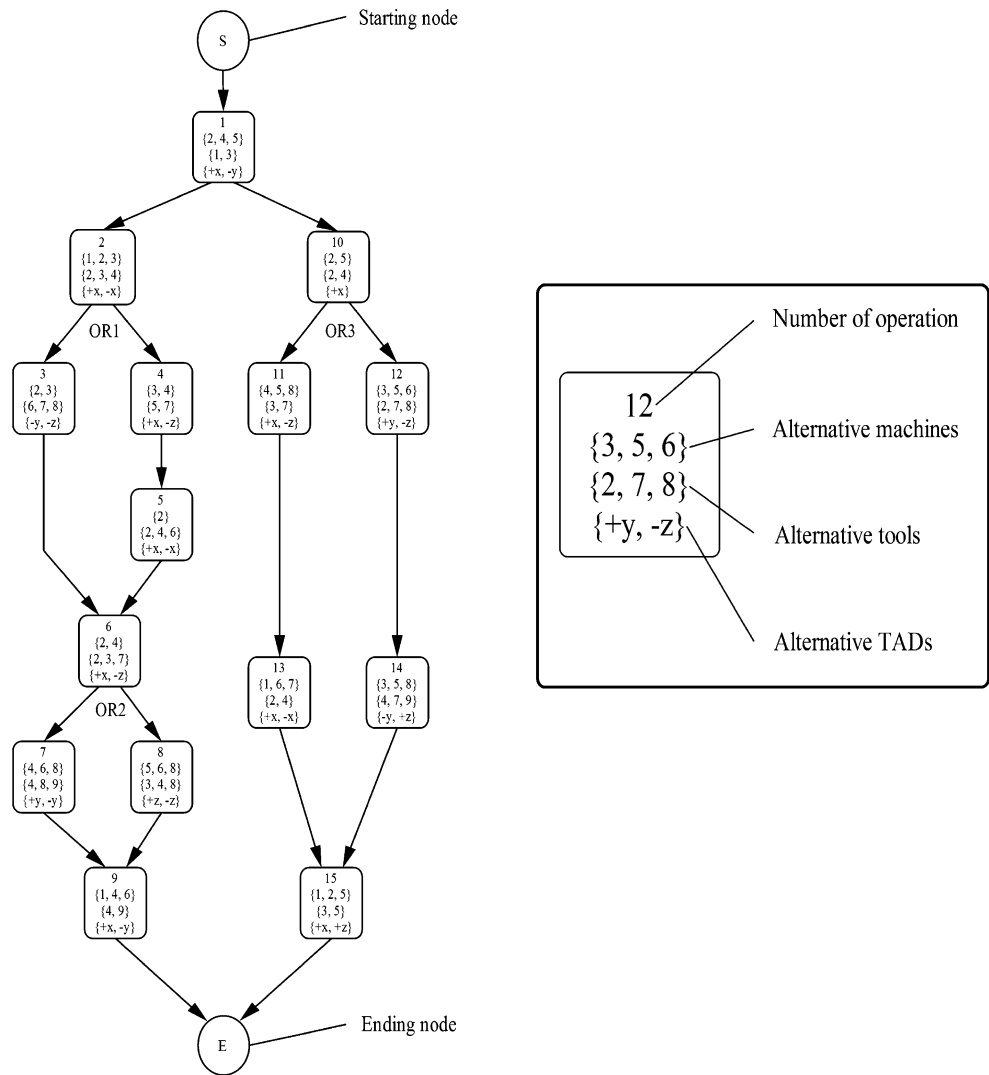 Starting node
S
1
{2, 4, 5}
{1, 3}
{+x, -y}
2
{1, 2, 3}
{2, 3, 4}
{+x, -x}
10
{2, 5}
{2, 4}
{+x}
OR1
OR3
3
{2, 3}
{6, 7, 8}
{-y, -z}
4
{3, 4}
{5, 7}
{+x, -z}
11
{4, 5, 8}
{3, 7}
{+x, -z}
12
{3, 5, 6}
{2, 7, 8}
{+y, -z}
5
{2}
{2, 4, 6}
{+x, -x}
6
{2, 4}
{2, 3, 7}
{+x, -z}
OR2
13
{1, 6, 7}
{2, 4}
{+x, -x}
14
{3, 5, 8}
{4, 7, 9}
{-y, +z}
7
{4, 6, 8}
{4, 8, 9}
{+y, -y}
8
{5, 6, 8}
{3, 4, 8}
{+z, -z}
9
{1, 4, 6}
{4, 9}
{+x, -y}
15
{1, 2, 5}
{3, 5}
{+x, +z}
E
Ending node
Number of operation
12
Alternative machines
{3, 5, 6}
{2, 7, 8}
Alternative tools
{+y, -z}
Alternative TADs